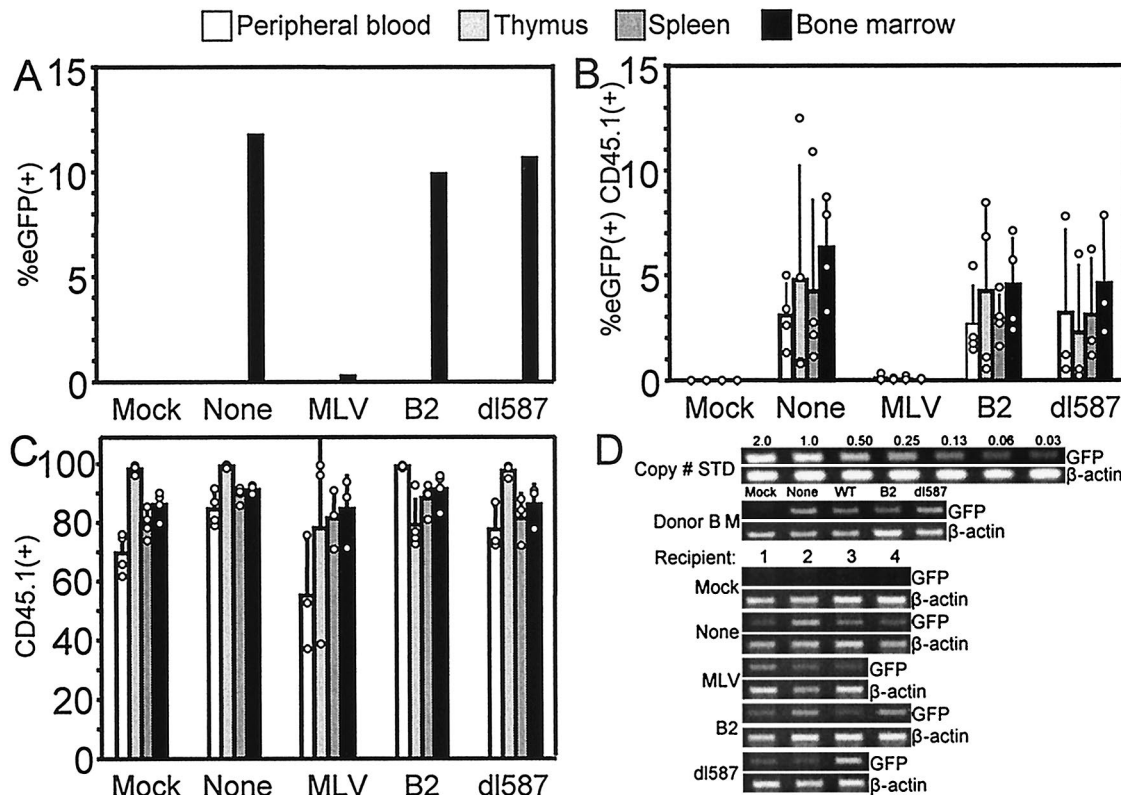 Peripheral blood Thymus Spleen Bone marrow
A
15
10
5
0
%eGFP(+)
Mock None MLV B2 dl587
B
15
10
5
0
%eGFP(+) CD45.1(+)
Mock None MLV B2 dl587
C
100
80
60
40
20
0
CD45.1(+)
Mock None MLV B2 dl587
D
2.0 1.0 0.50 0.25 0.13 0.06 0.03
Copy # STD
GFP
β-actin
Mock None WT B2 dl587
Donor B M
GFP
β-actin
Recipient: 1 2 3 4
Mock
GFP
β-actin
None
GFP
β-actin
MLV
GFP
β-actin
B2
GFP
β-actin
dl587
GFP
β-actin